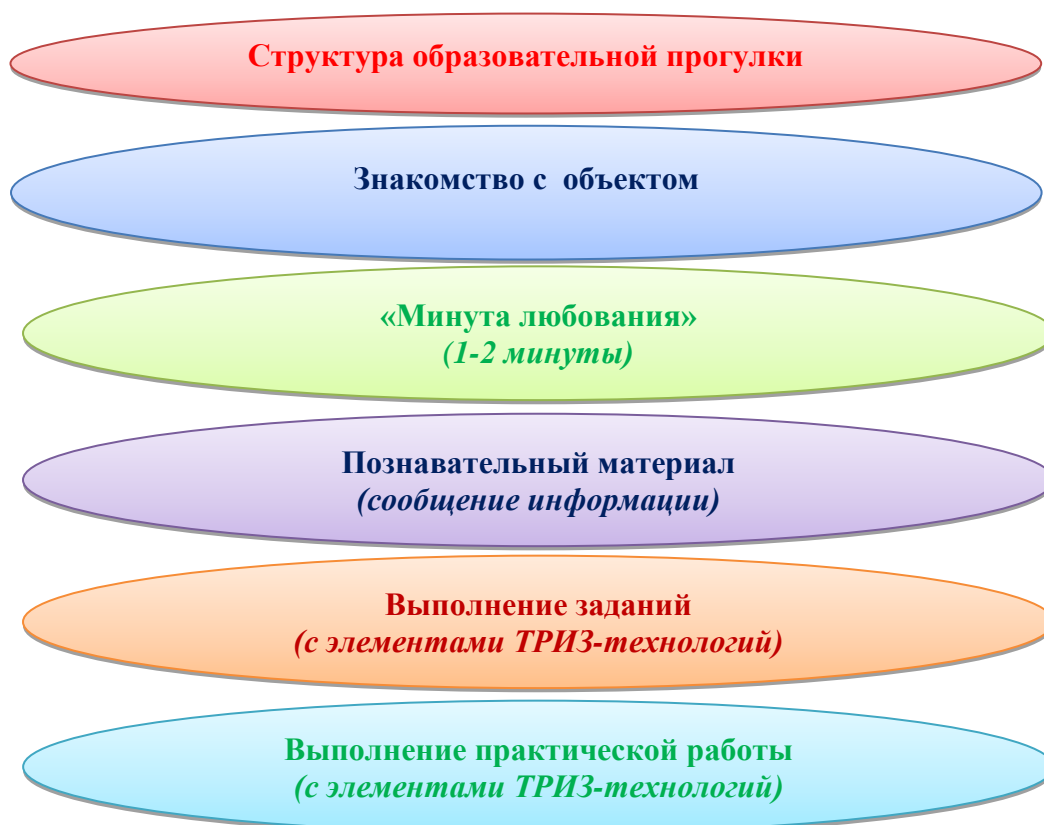 Структура образовательной прогулки
Знакомство с объектом
«Минута любования»
(1-2 минуты)
Познавательный материал
(сообщение информации)
Выполнение заданий
(с элементами ТРИЗ-технологий)
Выполнение практической работы
(с элементами ТРИЗ-технологий)